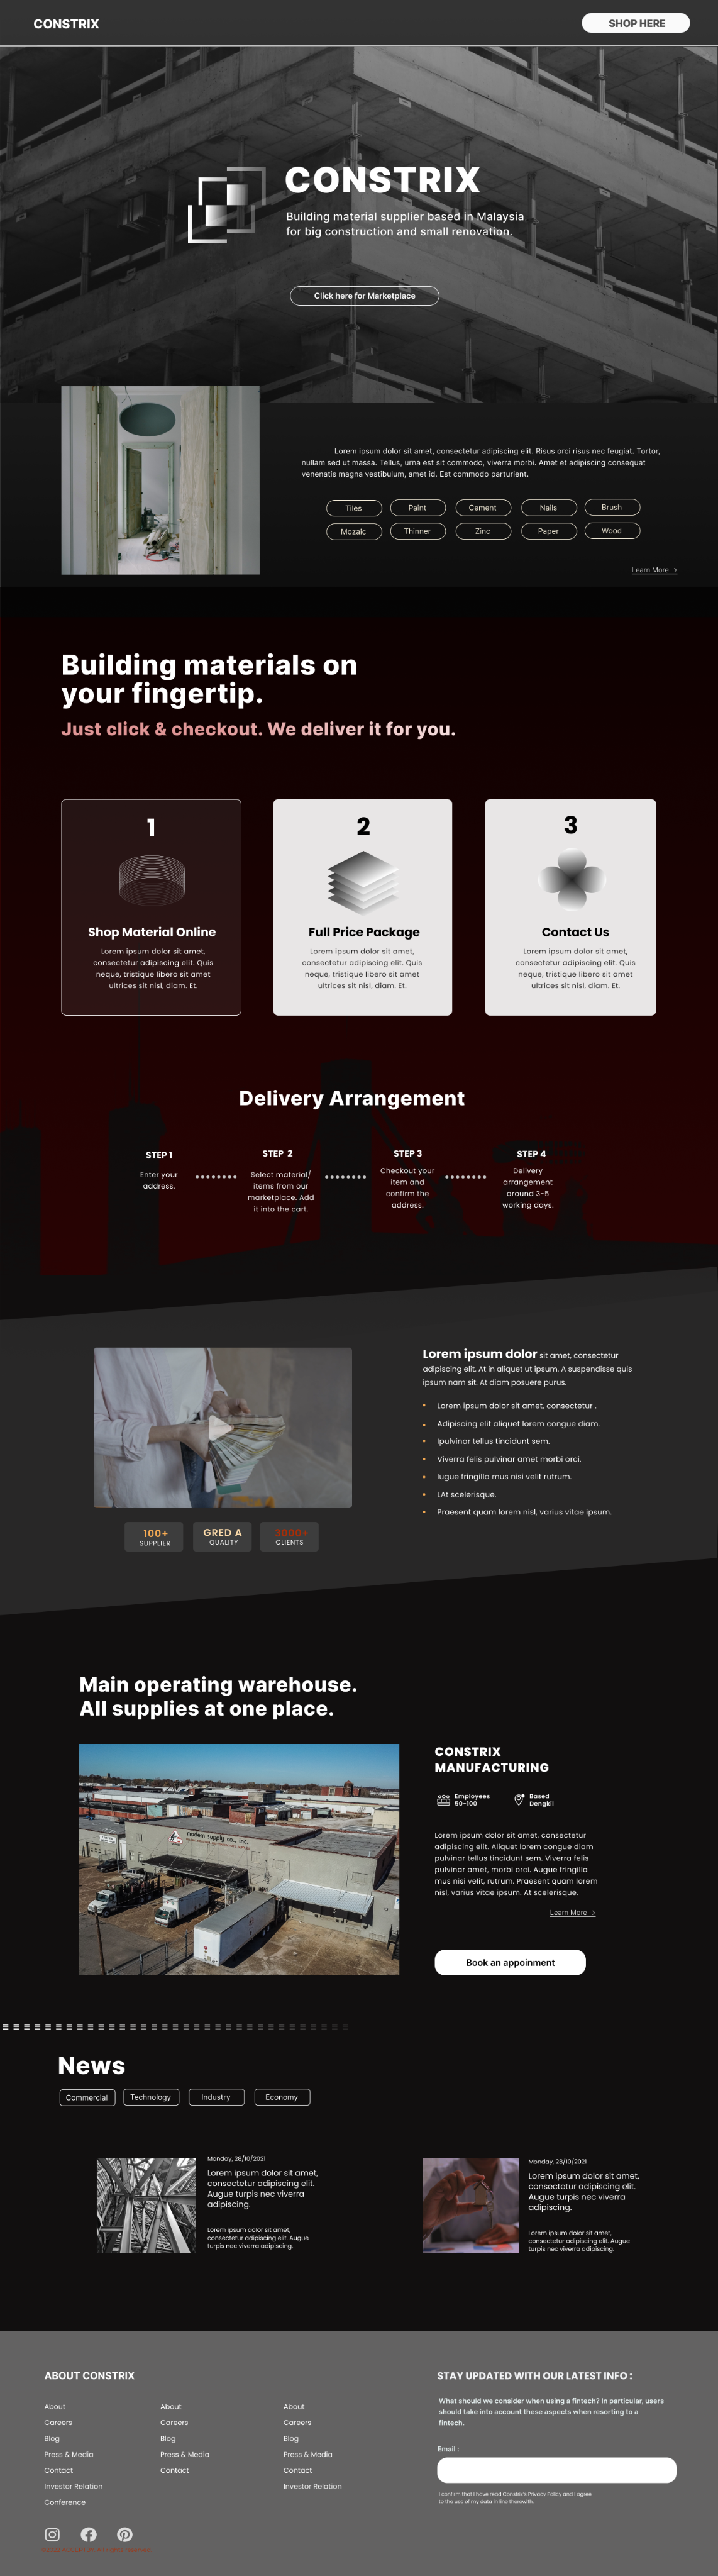 CONSTRIX
SHOP HERE
CONSTRIX
Building material supplier based in Malaysia
for big construction and small renovation.
Click here for Marketplace
Lorem ipsum dolor sit amet, consectetur adipiscing elit. Risus orci risus nec feugiat. Tortor,
nullam sed ut massa. Tellus, urna est sit commodo, viverra morbi. Amet et adipiscing consequat
venenatis magna vestibulum, amet id. Est commodo parturient.
Tiles Paint Cement Nails Brush
Mozaic Thinner Zinc Paper Wood
Learn More →
Building materials on
your fingertip.
Just click & checkout. We deliver it for you.
1
Shop Material Online
Lorem ipsum dolor sit amet,
consectetur adipiscing elit. Quis
neque, tristique libero sit amet
ultrices sit nisl, diam. Et.
2
Full Price Package
Lorem ipsum dolor sit amet,
consectetur adipiscing elit. Quis
neque, tristique libero sit amet
ultrices sit nisl, diam. Et.
3
Contact Us
Lorem ipsum dolor sit amet,
consectetur adipiscing elit. Quis
neque, tristique libero sit amet
ultrices sit nisl, diam. Et.
Delivery Arrangement
STEP 1
Enter your
address.
STEP 2
Select material/
items from our
marketplace. Add
it into the cart.
STEP 3
Checkout your
item and
confirm the
address.
STEP 4
Delivery
arrangement
around 3-5
working days.
Lorem ipsum dolor sit amet, consectetur
adipiscing elit. At in aliquet ut ipsum. A suspendisse quis
ipsum nam sit. At diam posuere purus.
• Lorem ipsum dolor sit amet, consectetur .
• Adipiscing elit aliquet lorem congue diam.
• Ipulvinar tellus tincidunt sem.
• Viverra felis pulvinar amet morbi orci.
• Iugue fringilla mus nisi velit rutrum.
• LAt scelerisque.
• Praesent quam lorem nisl, varius vitae ipsum.
100+
SUPPLIER
GRED A
QUALITY
3000+
CLIENTS
Main operating warehouse.
All supplies at one place.
modern supply co., inc.
CONSTRIX
MANUFACTURING
Employees
50-100
Based
Dengkil
Lorem ipsum dolor sit amet, consectetur
adipiscing elit. Aliquet lorem congue diam
pulvinar tellus tincidunt sem. Viverra felis
pulvinar amet, morbi orci. Augue fringilla
mus nisi velit, rutrum. Praesent quam lorem
nisl, varius vitae ipsum. At scelerisque.
Learn More →
Book an appoinment
News
Commercial Technology Industry Economy
Monday, 28/10/2021
Lorem ipsum dolor sit amet,
consectetur adipiscing elit.
Augue turpis nec viverra
adipiscing.
Lorem ipsum dolor sit amet,
consectetur adipiscing elit. Augue
turpis nec viverra adipiscing.
Monday, 28/10/2021
Lorem ipsum dolor sit amet,
consectetur adipiscing elit.
Augue turpis nec viverra
adipiscing.
Lorem ipsum dolor sit amet,
consectetur adipiscing elit. Augue
turpis nec viverra adipiscing.
ABOUT CONSTRIX
About
Careers
Blog
Press & Media
Contact
Investor Relation
Conference
About
Careers
Blog
Press & Media
Contact
About
Careers
Blog
Press & Media
Contact
Investor Relation
STAY UPDATED WITH OUR LATEST INFO :
What should we consider when using a fintech? In particular, users
should take into account these aspects when resorting to a
fintech.
Email :
I confirm that I have read Constrix's Privacy Policy and I agree
to the use of my data in line therewith.